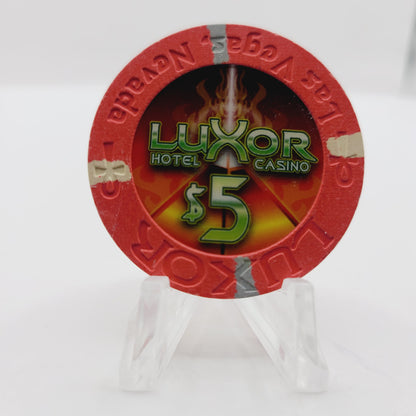 Las Vegas, Nevada
LUXOR
HOTEL CASINO
$5
LUXOR